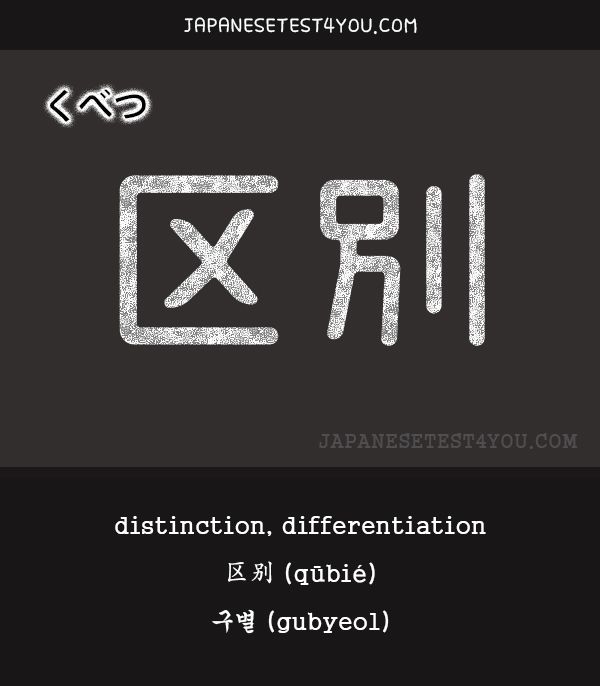 JAPANESETEST4YOU.COM
くべつ
区別
JAPANESETEST4YOU.COM
distinction, differentiation
区别 (qūbié)
구별 (gubyeol)